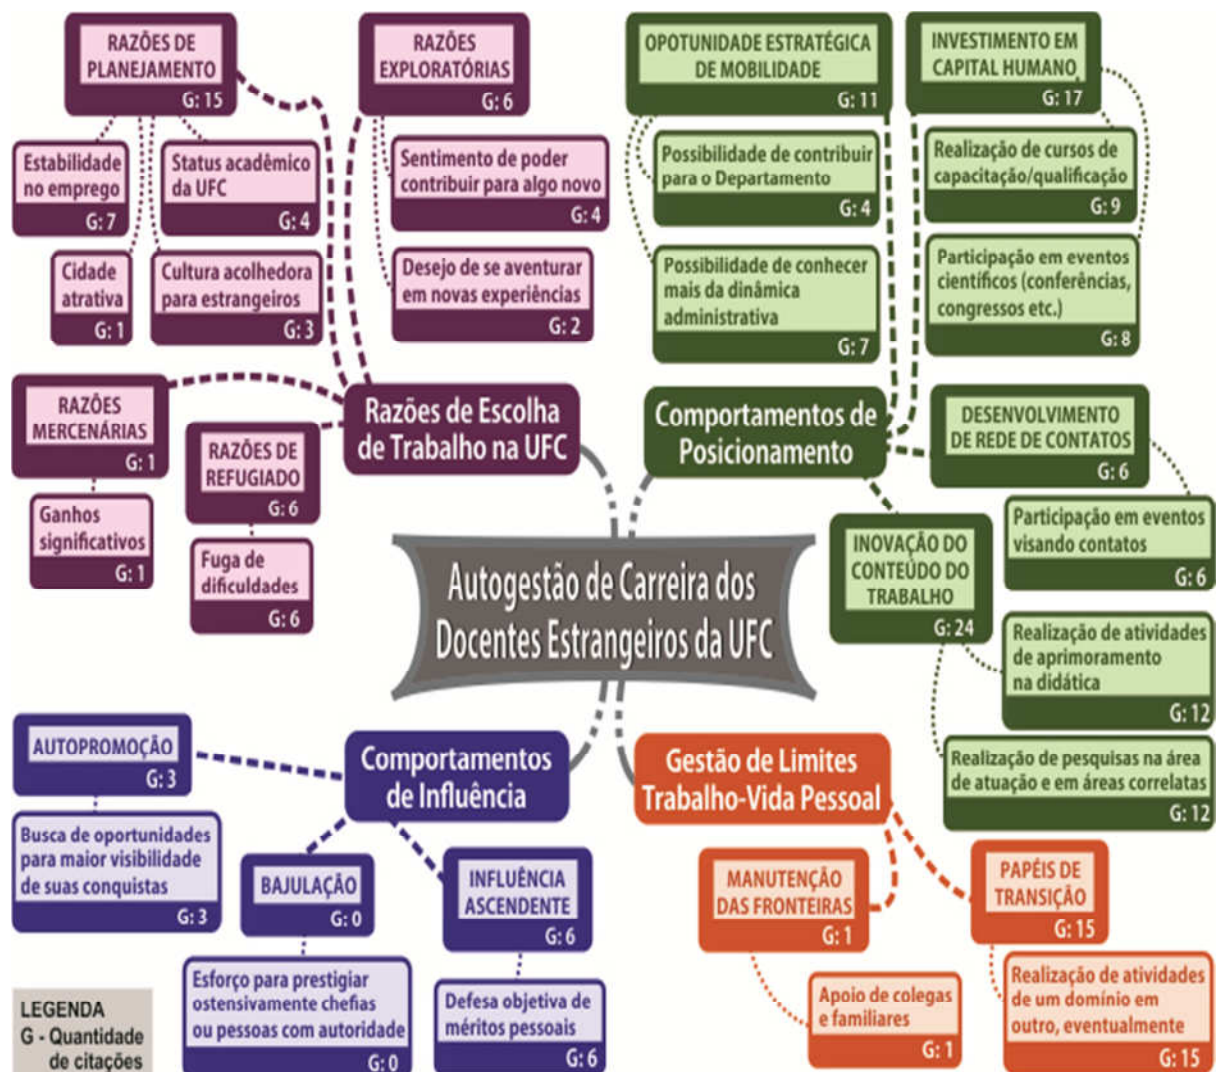 RAZÕES DE
PLANEJAMENTO
G: 15
Estabilidade
no emprego
G: 7
Status acadêmico
da UFC
G: 4
Cidade
atrativa
G: 1
Cultura acolhedora
para estrangeiros
G: 3
RAZÕES
EXPLORATÓRIAS
G: 6
Sentimento de poder
contribuir para algo novo
G: 4
Desejo de se aventurar
em novas experiências
G: 2
RAZÕES
MERCENÁRIAS
G: 1
Ganhos
significativos
G: 1
RAZÕES DE
REFUGIADO
G: 6
Fuga de
dificuldades
G: 6
Razões de Escolha
de Trabalho na UFC
OPOTUNIDADE ESTRATÉGICA
DE MOBILIDADE
G: 11
Possibilidade de contribuir
para o Departamento
G: 4
Possibilidade de conhecer
mais da dinâmica
administrativa
G: 7
INVESTIMENTO EM
CAPITAL HUMANO
G: 17
Realização de cursos de
capacitação/qualificação
G: 9
Participação em eventos
científicos (conferências,
congressos etc.)
G: 8
Comportamentos de
Posicionamento
DESENVOLVIMENTO
DE REDE DE CONTATOS
G: 6
Participação em eventos
visando contatos
G: 6
INOVAÇÃO DO
CONTEÚDO DO
TRABALHO
G: 24
Realização de atividades
de aprimoramento
na didática
G: 12
Realização de pesquisas na área
de atuação e em áreas correlatas
G: 12
Autogestão de Carreira dos
Docentes Estrangeiros da UFC
AUTOPROMOÇÃO
G: 3
Busca de oportunidades
para maior visibilidade
de suas conquistas
G: 3
Comportamentos
de Influência
BAJULAÇÃO
G: 0
Esforço para prestigiar
ostensivamente chefias
ou pessoas com autoridade
G: 0
INFLUÊNCIA
ASCENDENTE
G: 6
Defesa objetiva de
méritos pessoais
G: 6
Gestão de Limites
Trabalho-Vida Pessoal
MANUTENÇÃO
DAS FRONTEIRAS
G: 1
Apoio de colegas
e familiares
G: 1
PAPÉIS DE
TRANSIÇÃO
G: 15
Realização de atividades
de um domínio em
outro, eventualmente
G: 15
LEGENDA
G - Quantidade
de citações